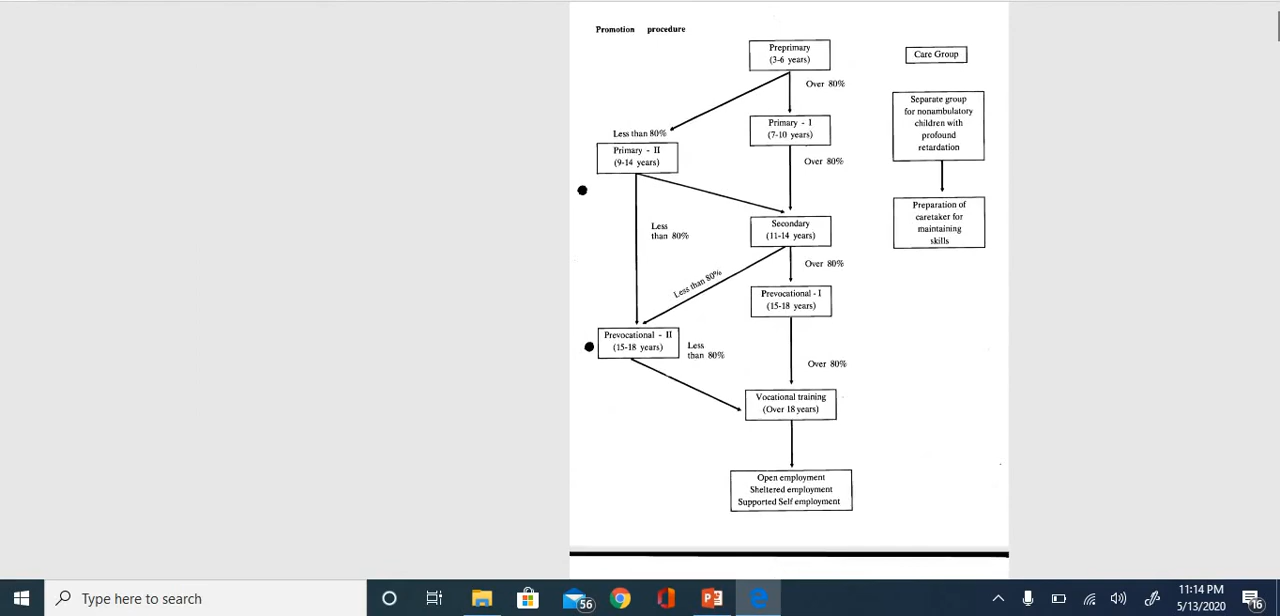 Promotion procedure
Preprimary
(3-6 years)
Care Group
Over 80%
Separate group
for nonambulatory
children with
profound
retardation
Primary - I
(7-10 years)
Less than 80%
Primary - II
(9-14 years)
Over 80%
Preparation of
caretaker for
maintaining
skills
Secondary
(11-14 years)
Less
than 80%
Over 80%
Less than 80%
Prevocational - I
(15-18 years)
Prevocational - II
(15-18 years)
Less
than 80%
Over 80%
Vocational training
(Over 18 years)
Open employment
Sheltered employment
Supported Self employment
Type here to search
56
11:14 PM
5/13/2020
16